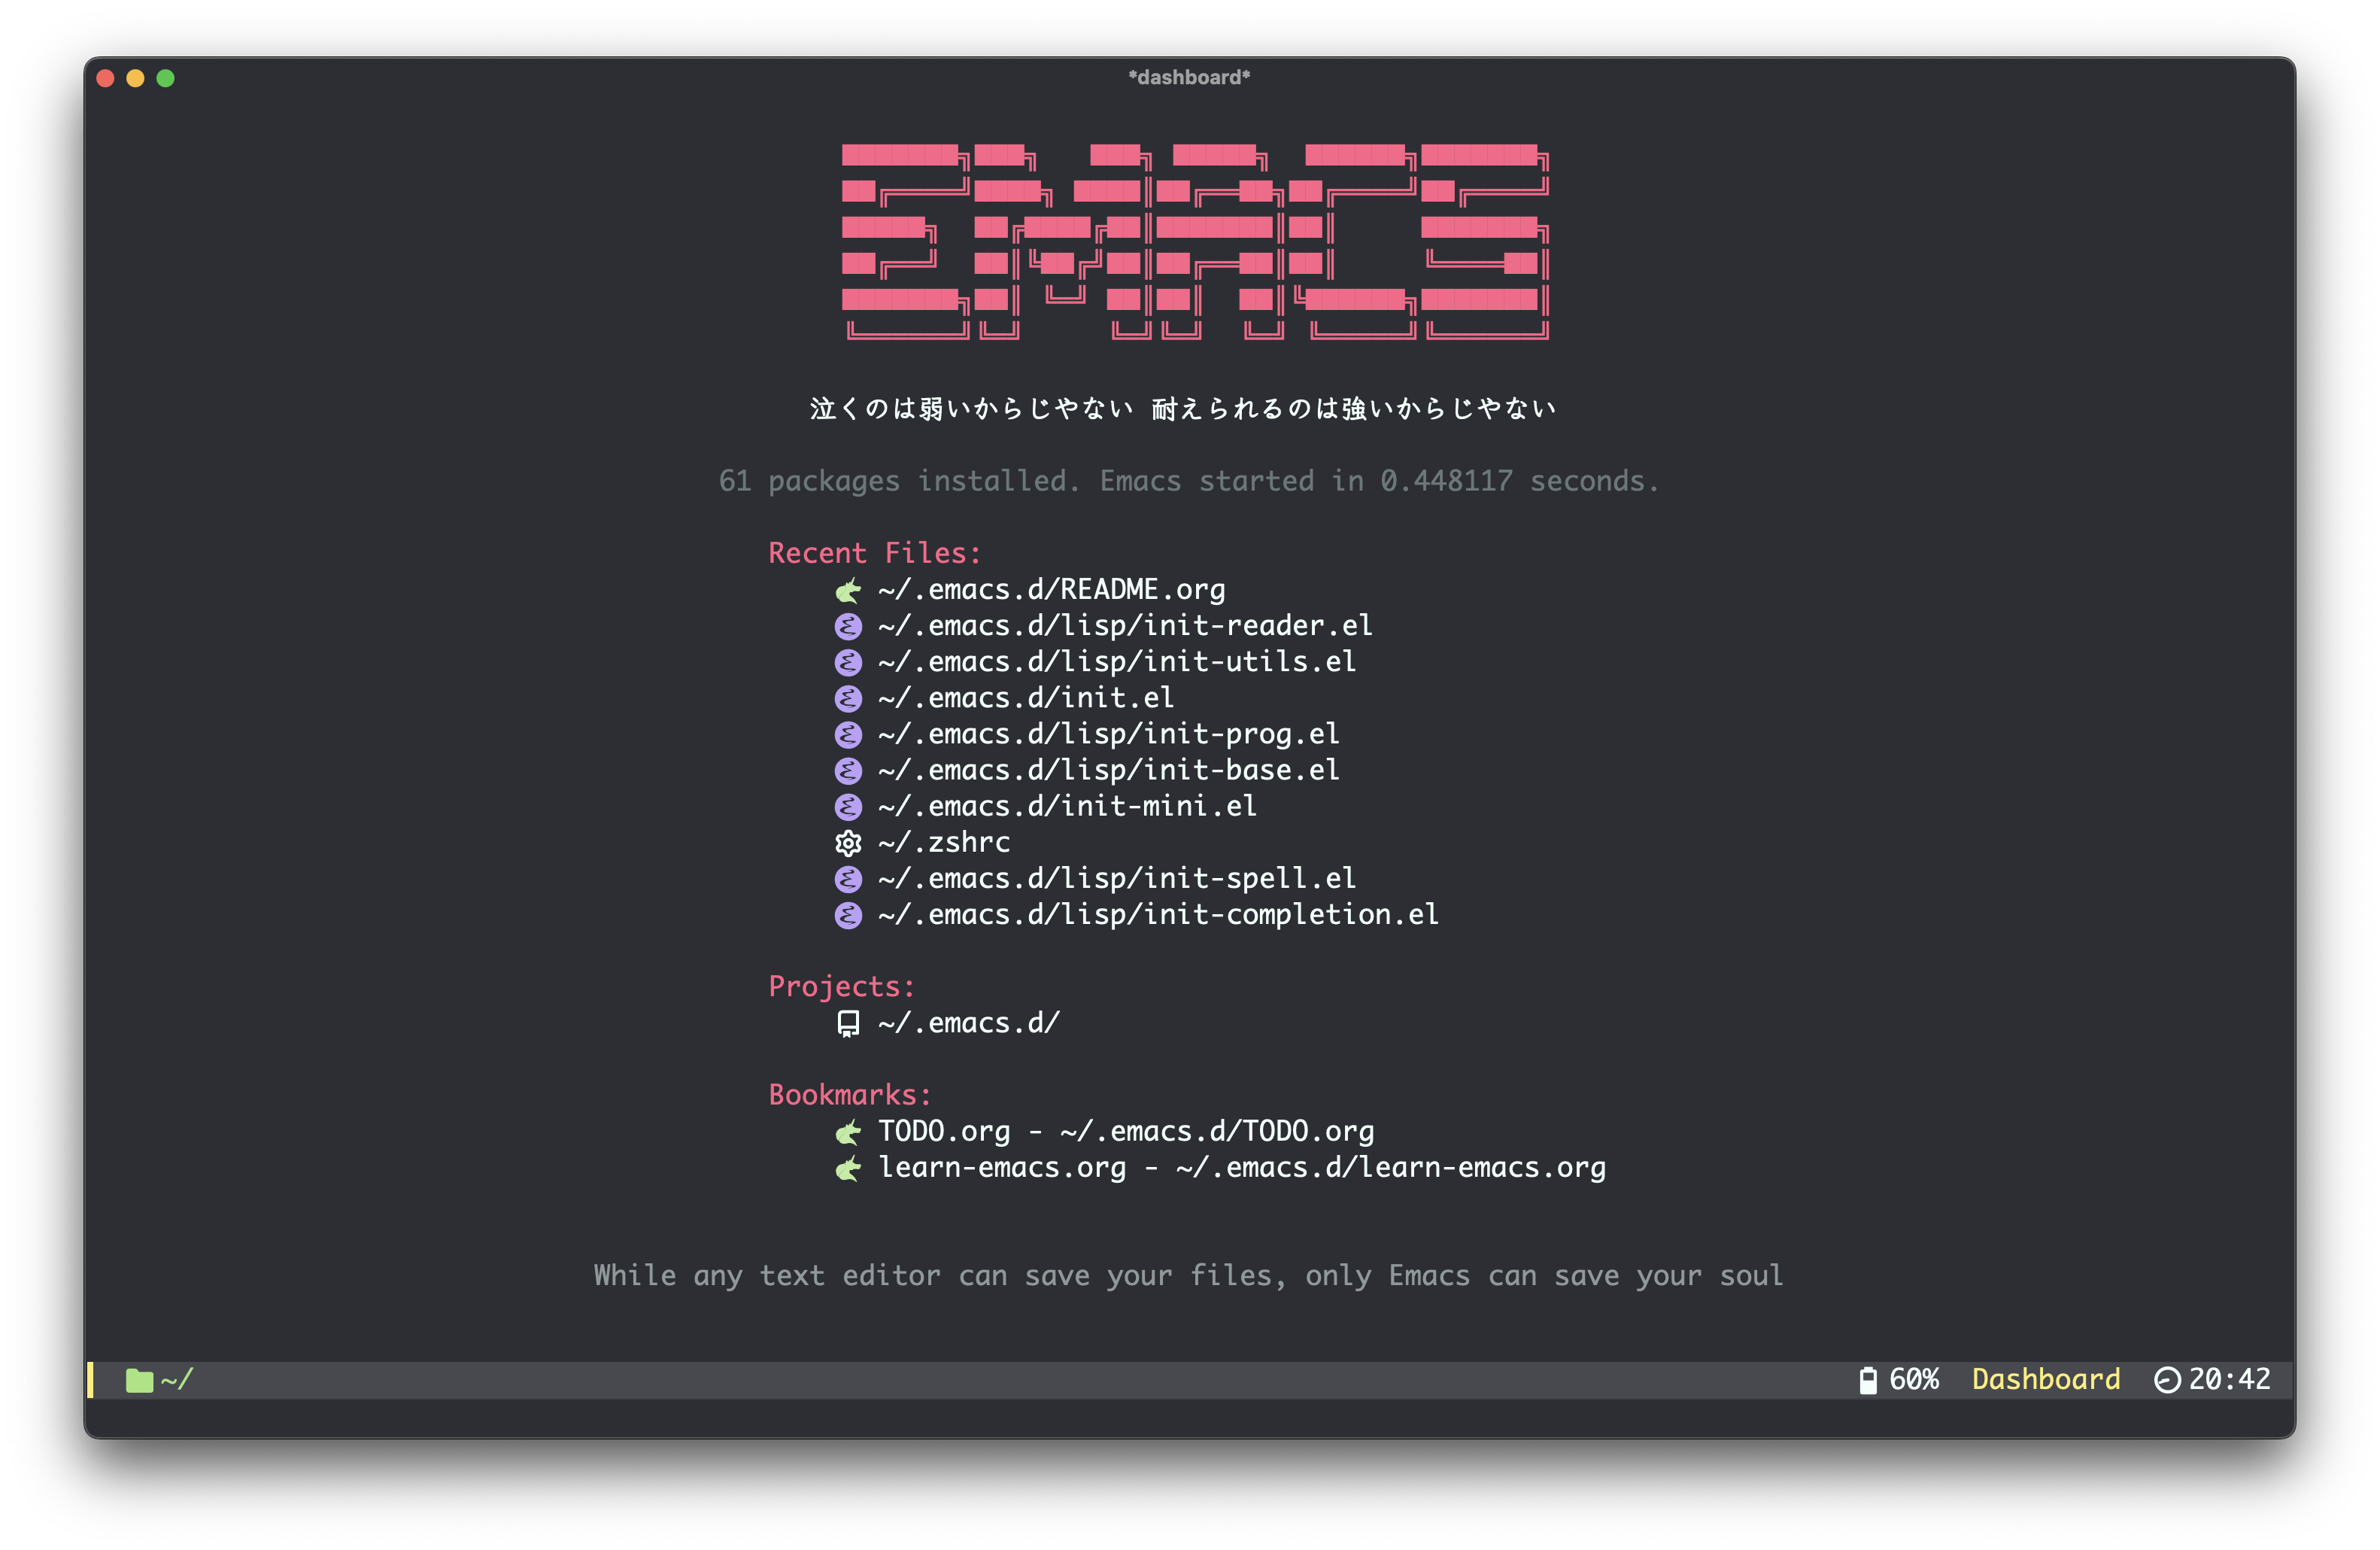 *dashboard*
EMACS
泣くのは弱いからじやない 耐えられるのは強いからじやない
61 packages installed. Emacs started in 0.448117 seconds.
Recent Files:
~/.emacs.d/README.org
~/.emacs.d/lisp/init-reader.el
~/.emacs.d/lisp/init-utils.el
~/.emacs.d/init.el
~/.emacs.d/lisp/init-prog.el
~/.emacs.d/lisp/init-base.el
~/.emacs.d/init-mini.el
~/.zshrc
~/.emacs.d/lisp/init-spell.el
~/.emacs.d/lisp/init-completion.el
Projects:
~/.emacs.d/
Bookmarks:
TODO.org - ~/.emacs.d/TODO.org
learn-emacs.org - ~/.emacs.d/learn-emacs.org
While any text editor can save your files, only Emacs can save your soul
~/ 60% Dashboard 20:42